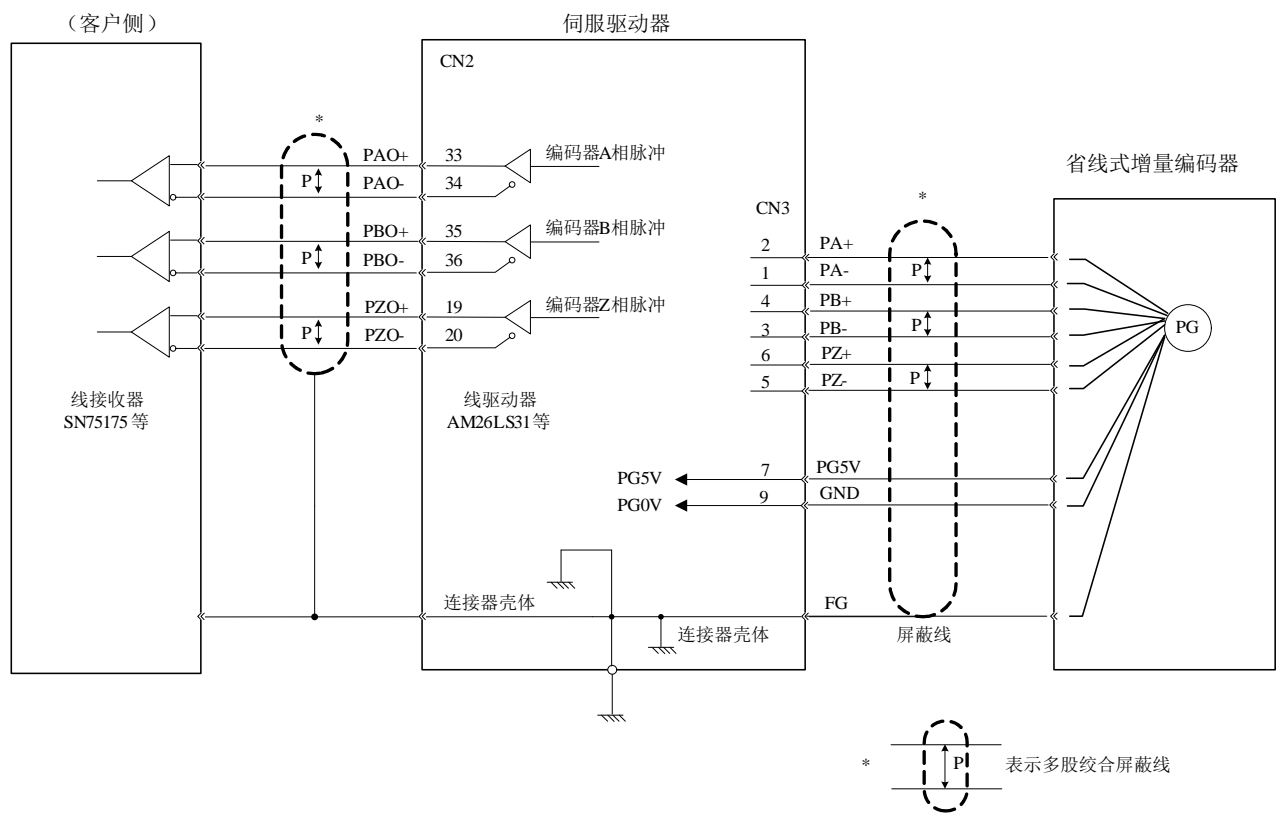 （客户侧）
伺服驱动器
CN2
*
PAO+
33
编码器A相脉冲
P
PAO-
34
PBO+
35
编码器B相脉冲
P
PBO-
36
PZO+
19
编码器Z相脉冲
P
PZO-
20
线接收器
SN75175等
线驱动器
AM26LS31等
省线式增量编码器
CN3
*
2
PA+
P
1
PA-
4
PB+
P
3
PB-
6
PZ+
P
5
PZ-
PG
PG5V
7
PG5V
PG0V
9
GND
连接器壳体
FG
连接器壳体
屏蔽线
*
P
表示多股绞合屏蔽线